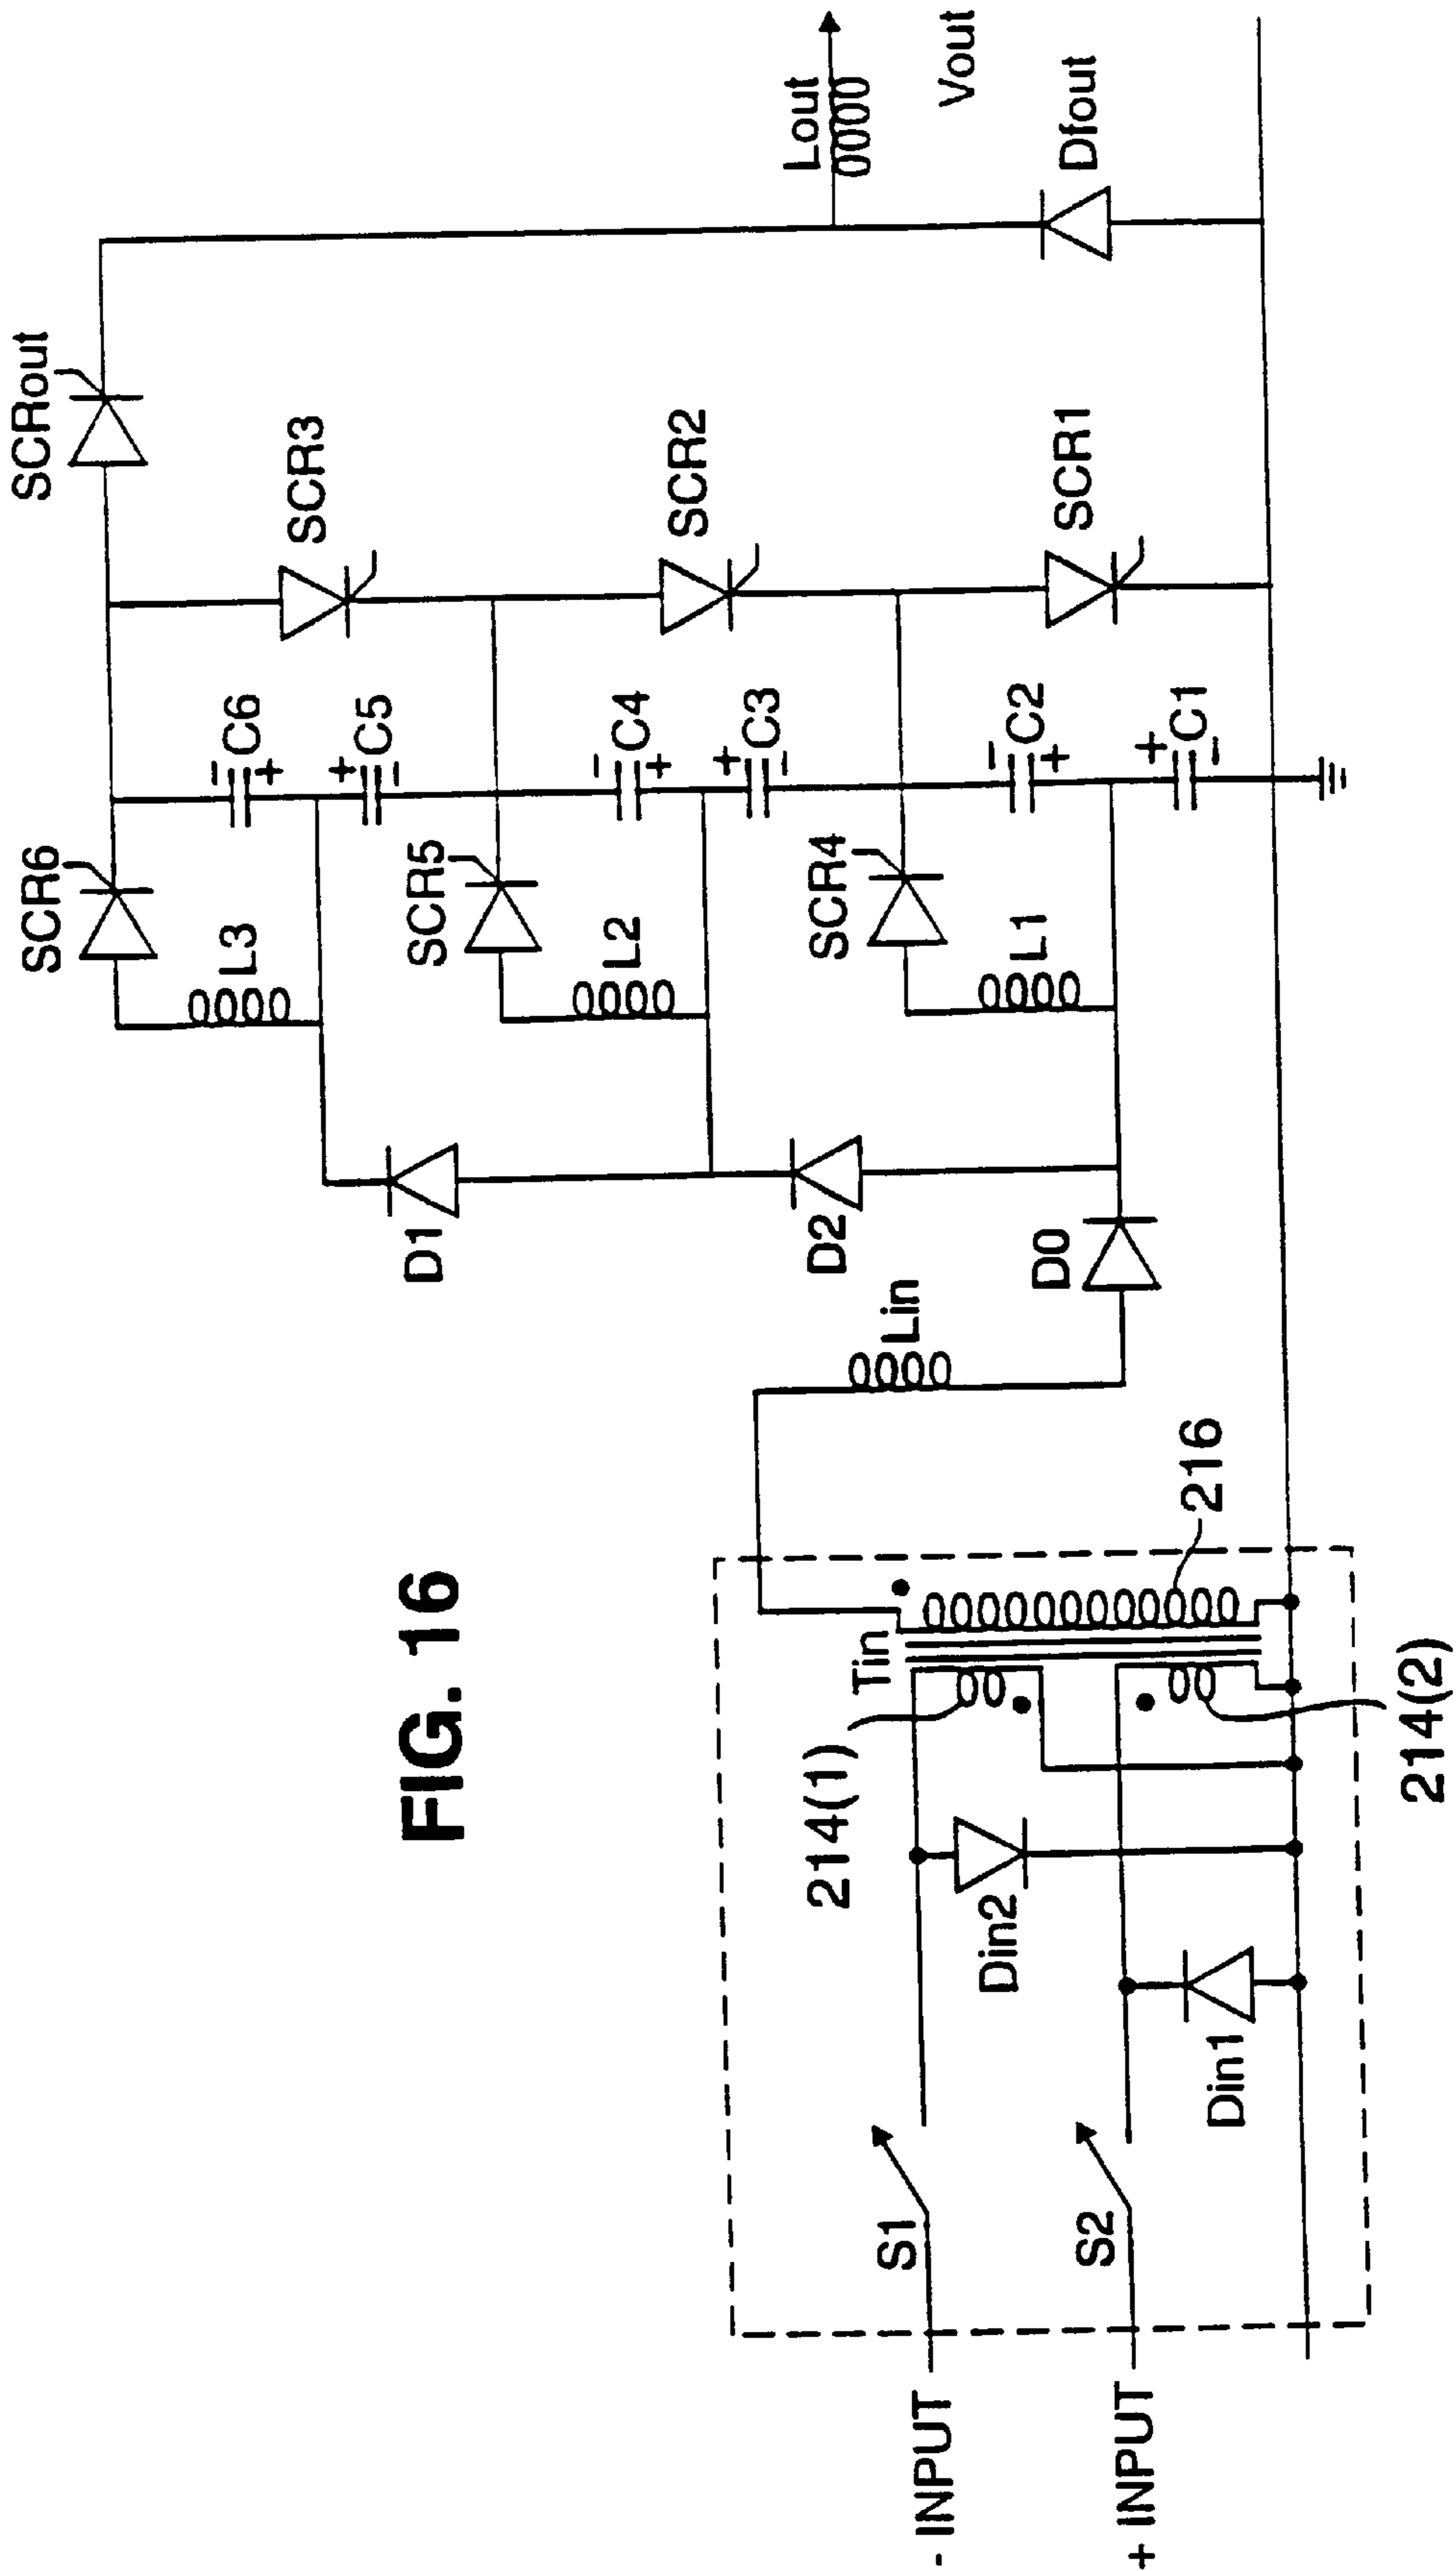 FIG. 16
- INPUT
+ INPUT
S1
S2
Din2
Din1
214(1)
214(2)
Tin
216
Lin
D0
D1
D2
SCR6
L3
SCR5
L2
SCR4
L1
- C6
+
+ C5
-
- C4
+
+ C3
-
- C2
+
+ C1
-
SCR3
SCR2
SCR1
SCRout
Lout
Vout
Dfout